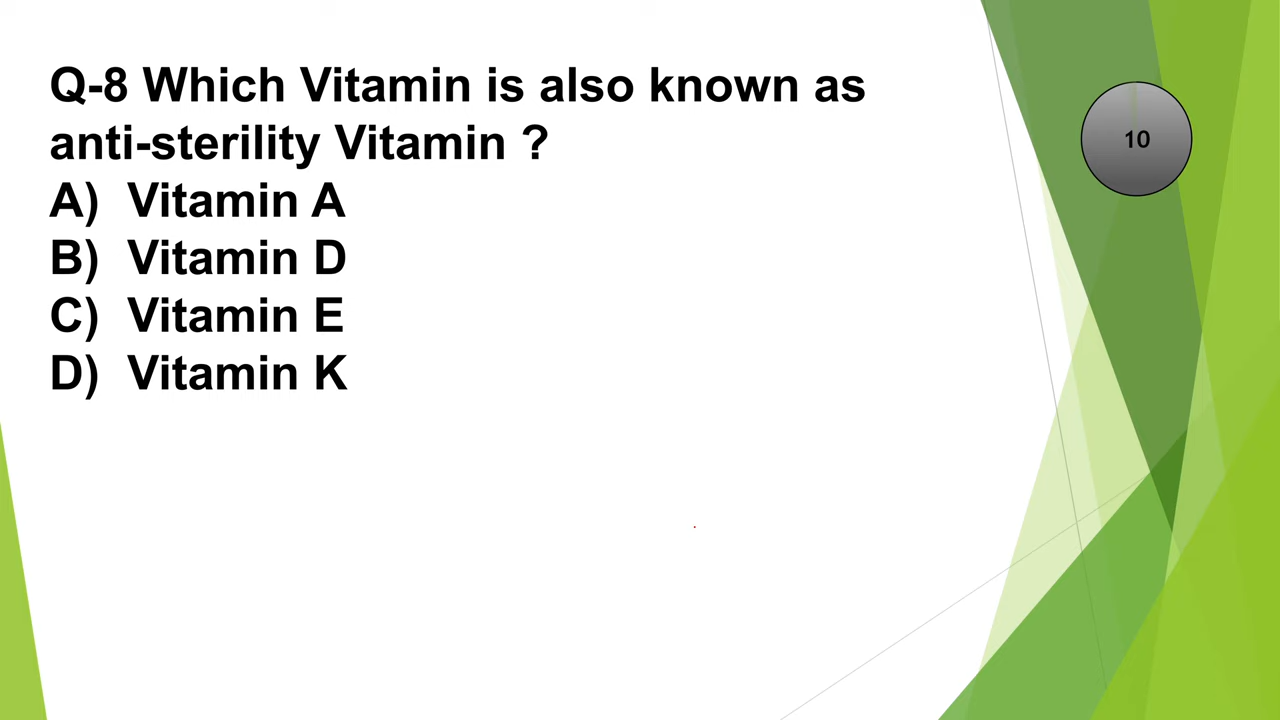 Q-8 Which Vitamin is also known as
anti-sterility Vitamin ?
A) Vitamin A
B) Vitamin D
C) Vitamin E
D) Vitamin K
10